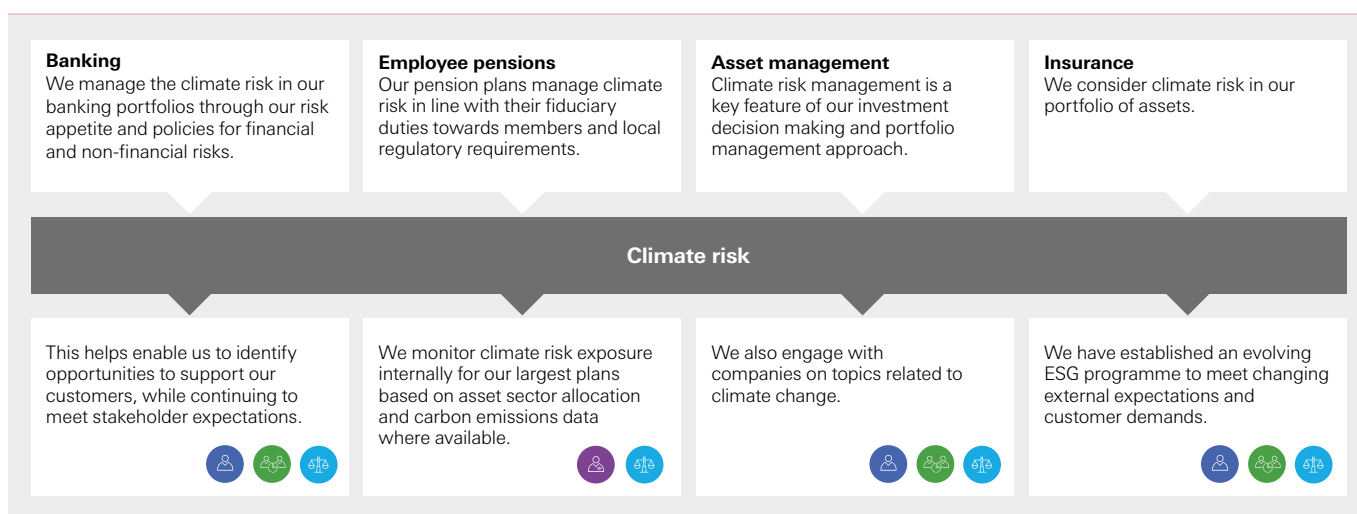 Banking
We manage the climate risk in our
banking portfolios through our risk
appetite and policies for financial
and non-financial risks.
Employee pensions
Our pension plans manage climate
risk in line with their fiduciary
duties towards members and local
regulatory requirements.
Asset management
Climate risk management is a
key feature of our investment
decision making and portfolio
management approach.
Insurance
We consider climate risk in our
portfolio of assets.
Climate risk
This helps enable us to identify
opportunities to support our
customers, while continuing to
meet stakeholder expectations.
We monitor climate risk exposure
internally for our largest plans
based on asset sector allocation
and carbon emissions data
where available.
We also engage with
companies on topics related to
climate change.
We have established an evolving
ESG programme to meet changing
external expectations and
customer demands.